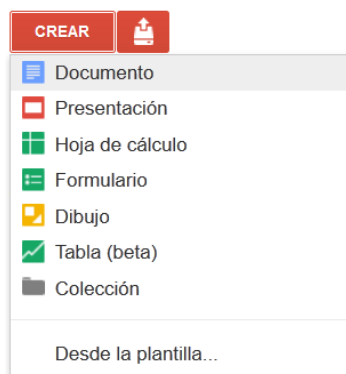 CREAR
Documento
Presentación
Hoja de cálculo
Formulario
Dibujo
Tabla (beta)
Colección
Desde la plantilla...